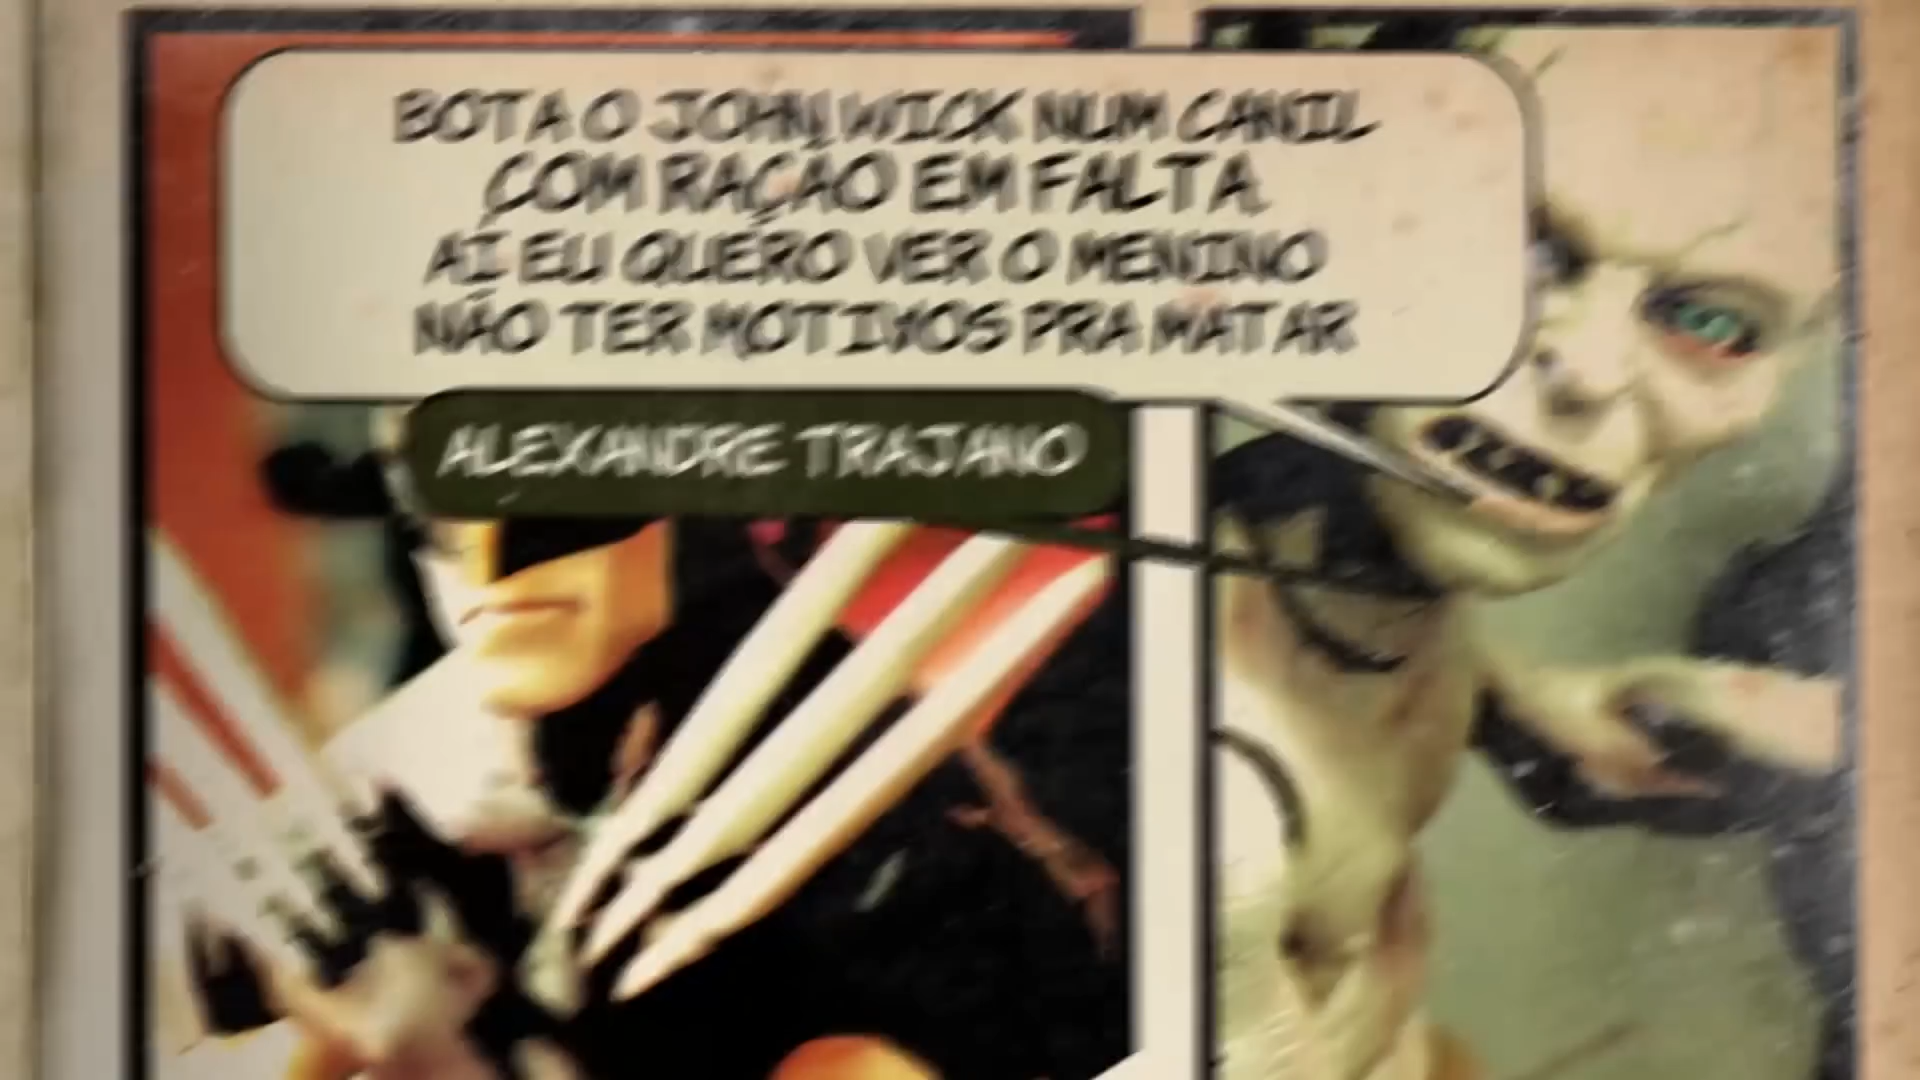 BOTA O JOHN WICK NUM CANIL
COM RAÇÃO EM FALTA.
AÍ EU QUERO VER O MENINO
NÃO TER MOTIVOS PRA MATAR
ALEXANDRE TRAJANO